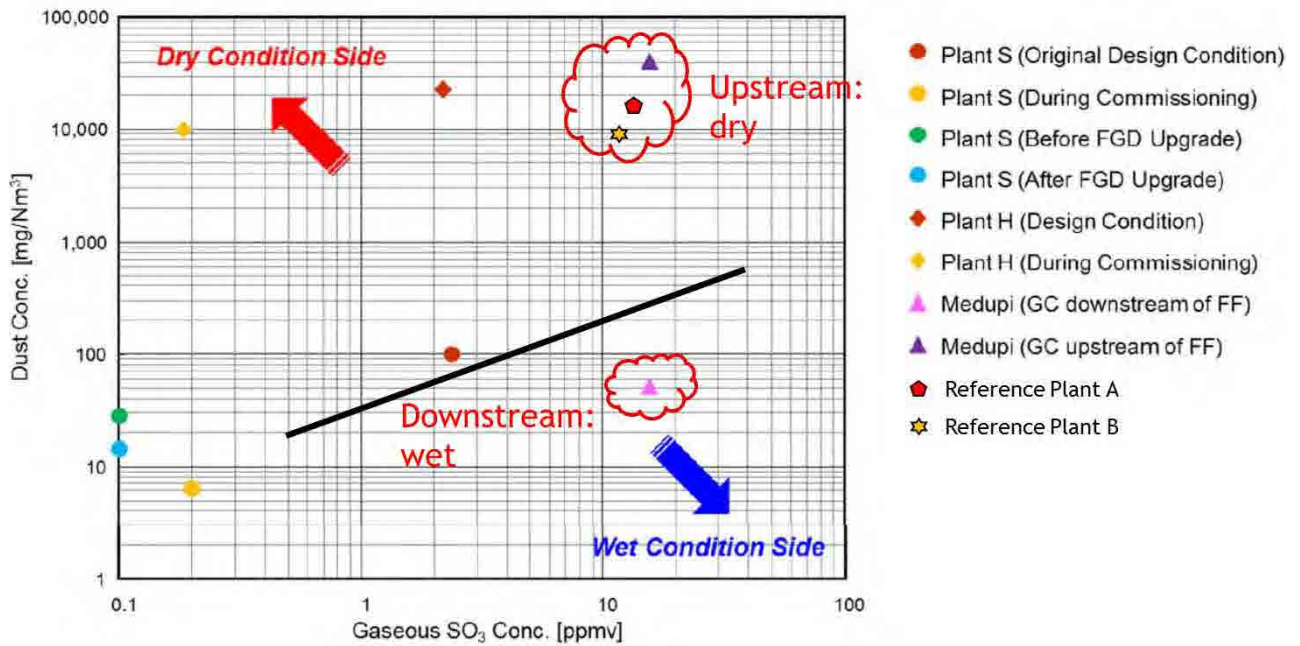 100,000
10,000
1,000
100
10
1
Dust Conc. [mg/Nm³]
0.1
1
10
100
Gaseous SO₃ Conc. [ppmv]
Dry Condition Side
Upstream:
dry
Downstream:
wet
Wet Condition Side
Plant S (Original Design Condition)
Plant S (During Commissioning)
Plant S (Before FGD Upgrade)
Plant S (After FGD Upgrade)
Plant H (Design Condition)
Plant H (During Commissioning)
Medupi (GC downstream of FF)
Medupi (GC upstream of FF)
Reference Plant A
Reference Plant B